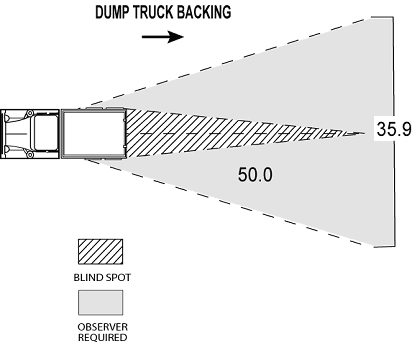 DUMP TRUCK BACKING
35.9
50.0
BLIND SPOT
OBSERVER
REQUIRED